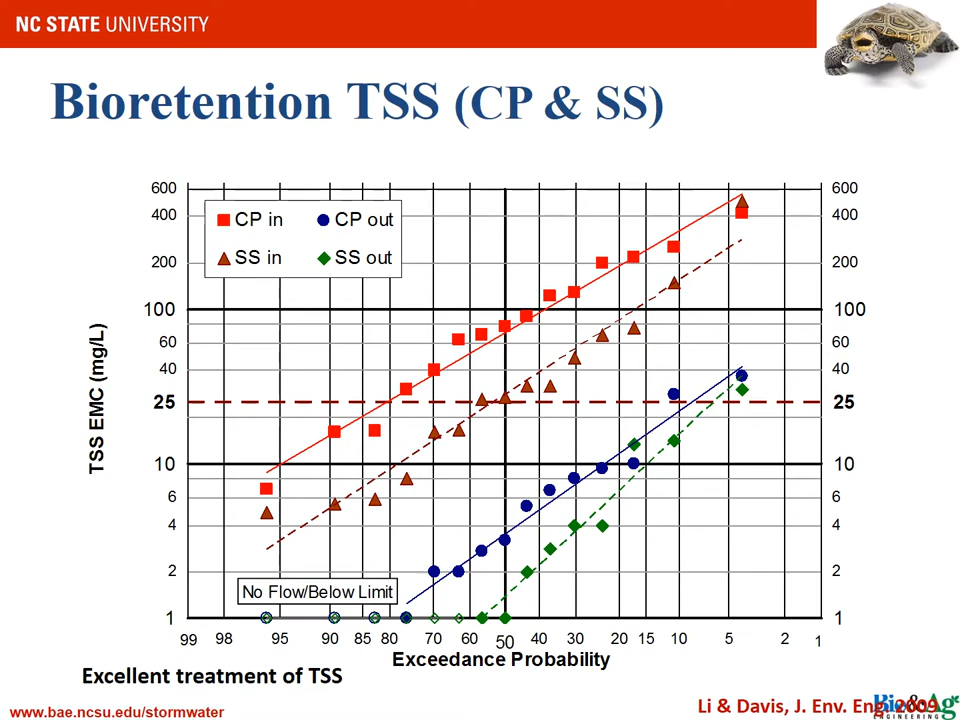 NC STATE UNIVERSITY
Bioretention TSS (CP & SS)
600 600
400 400
200 200
100 100
60 60
40 40
25 25
10 10
6 6
4 4
2 2
1 1
CP in CP out
SS in SS out
TSS EMC (mg/L)
No Flow/Below Limit
99 98 95 90 85 80 70 60 50 40 30 20 15 10 5 2 1
Exceedance Probability
Excellent treatment of TSS
Li & Davis, J. Env. Eng. 2009
Bio&Ag
ENGINEERING
www.bae.ncsu.edu/stormwater